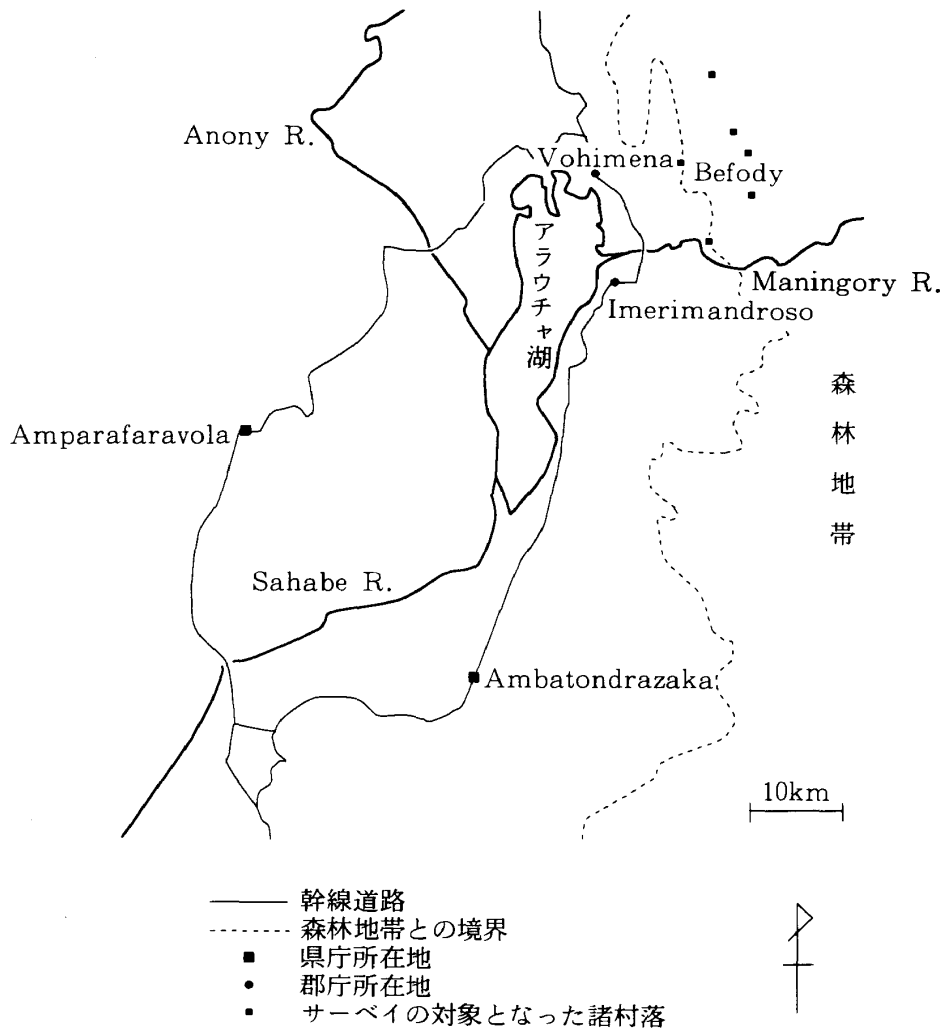 Anony R.
Vohimena
Befody
アラウチャ湖
Maningory R.
Imerimandroso
森林地帯
Amparafaravola
Sahabe R.
Ambatondrazaka
10km
幹線道路
森林地帯との境界
県庁所在地
郡庁所在地
サーベイの対象となった諸村落